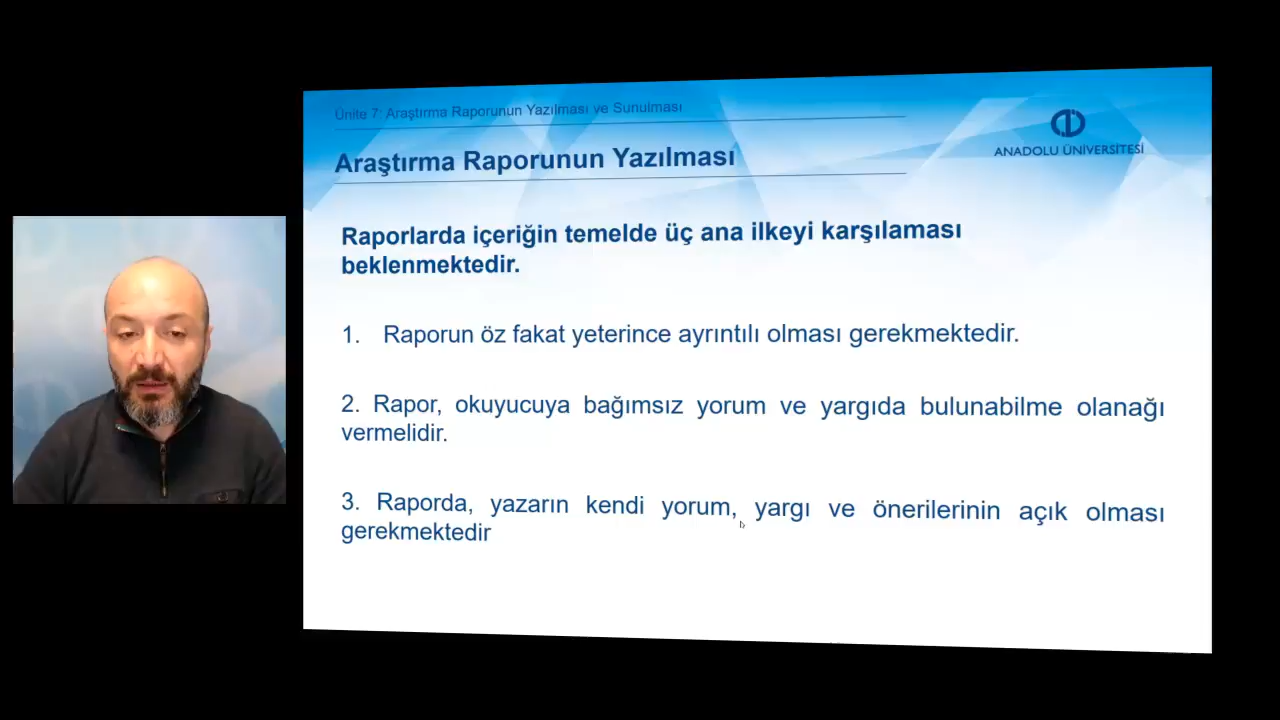 Ünite 7: Araştırma Raporunun Yazılması ve Sunulması
Araştırma Raporunun Yazılması
ANADOLU ÜNİVERSİTESİ
Raporlarda içeriğin temelde üç ana ilkeyi karşılaması
beklenmektedir.
1. Raporun öz fakat yeterince ayrıntılı olması gerekmektedir.
2. Rapor, okuyucuya bağımsız yorum ve yargıda bulunabilme olanağı
vermelidir.
3. Raporda, yazarın kendi yorum, yargı ve önerilerinin açık olması
gerekmektedir